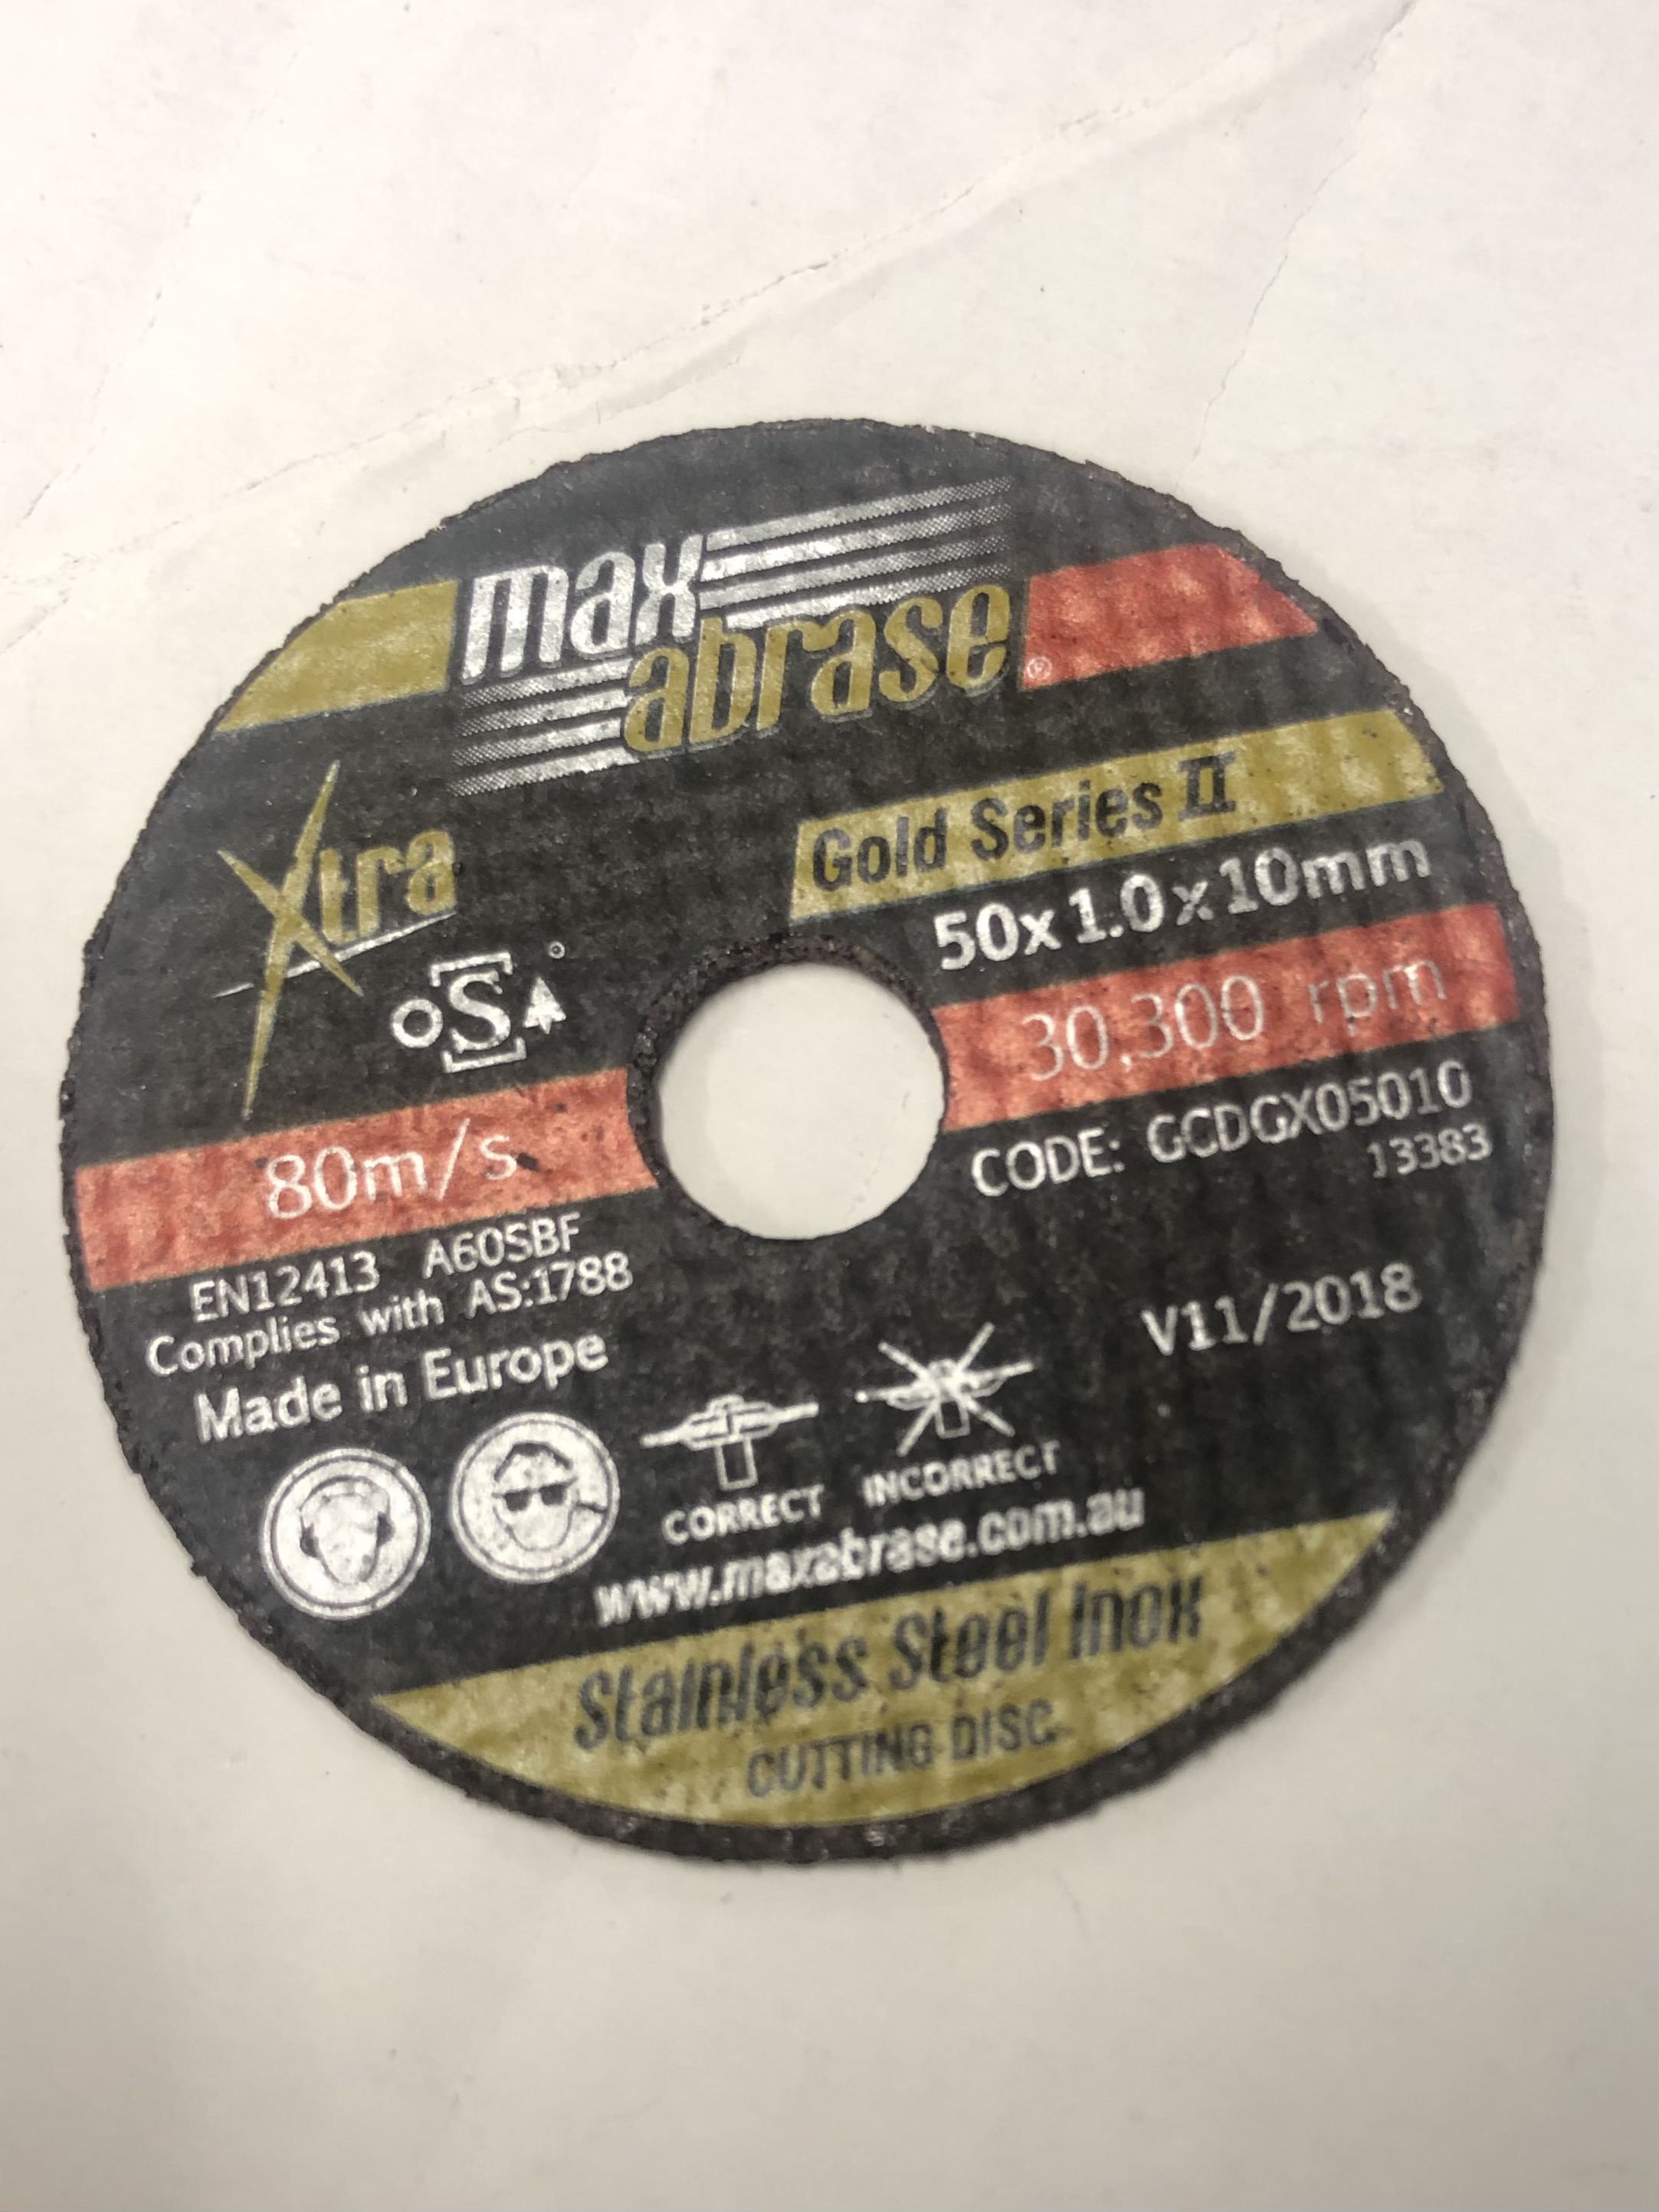 max
abrase
®
Xtra
Gold Series II
50x1.0x10mm
oSa
30,300 rpm
80m/s
CODE: GCDGX05010
13383
EN12413 A60SBF
Complies with AS:1788
Made in Europe
V11/2018
CORRECT INCORRECT
www.maxabrase.com.au
Stainless Steel Inox
CUTTING DISC